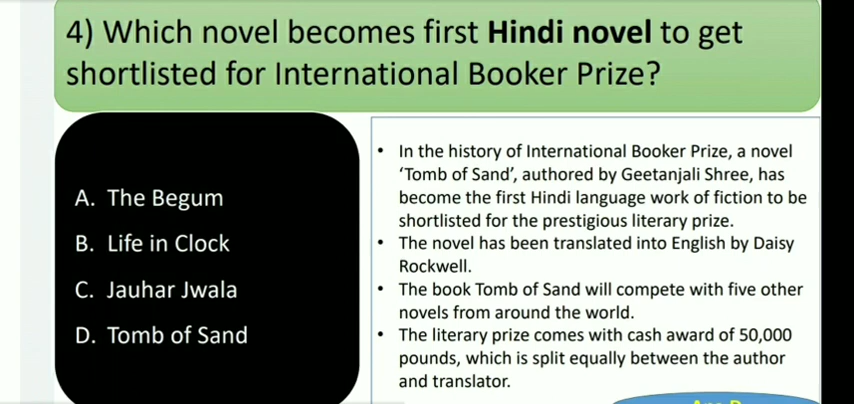 4) Which novel becomes first Hindi novel to get
shortlisted for International Booker Prize?
A. The Begum
B. Life in Clock
C. Jauhar Jwala
D. Tomb of Sand
• In the history of International Booker Prize, a novel
‘Tomb of Sand’, authored by Geetanjali Shree, has
become the first Hindi language work of fiction to be
shortlisted for the prestigious literary prize.
• The novel has been translated into English by Daisy
Rockwell.
• The book Tomb of Sand will compete with five other
novels from around the world.
• The literary prize comes with cash award of 50,000
pounds, which is split equally between the author
and translator.